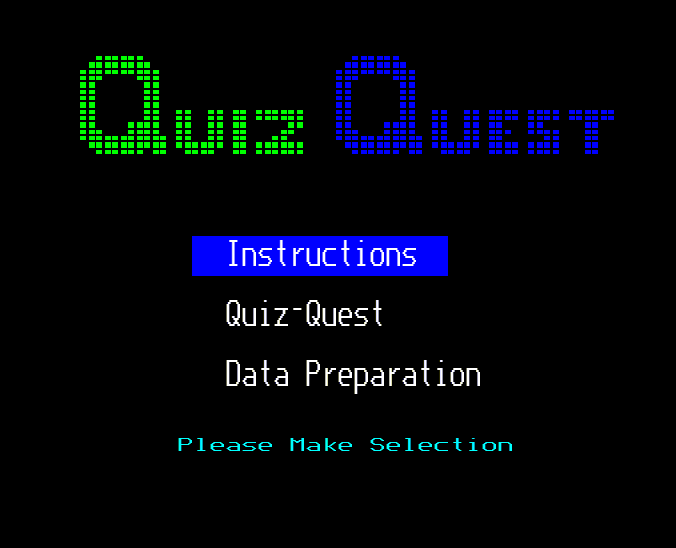 Quiz Quest
Instructions
Quiz-Quest
Data Preparation
Please Make Selection